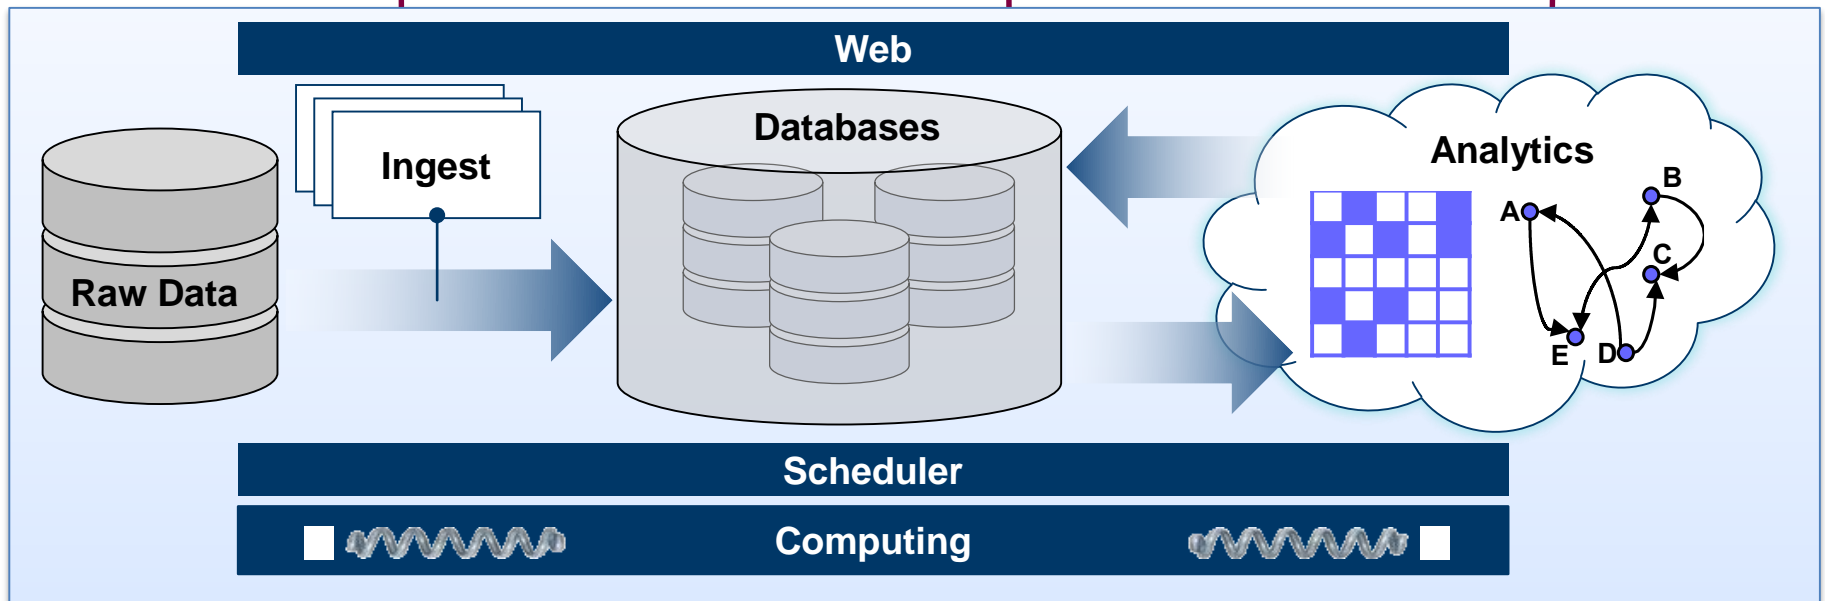 Web
Databases
Ingest
Analytics
Raw Data
A
B
C
E
D
Scheduler
Computing